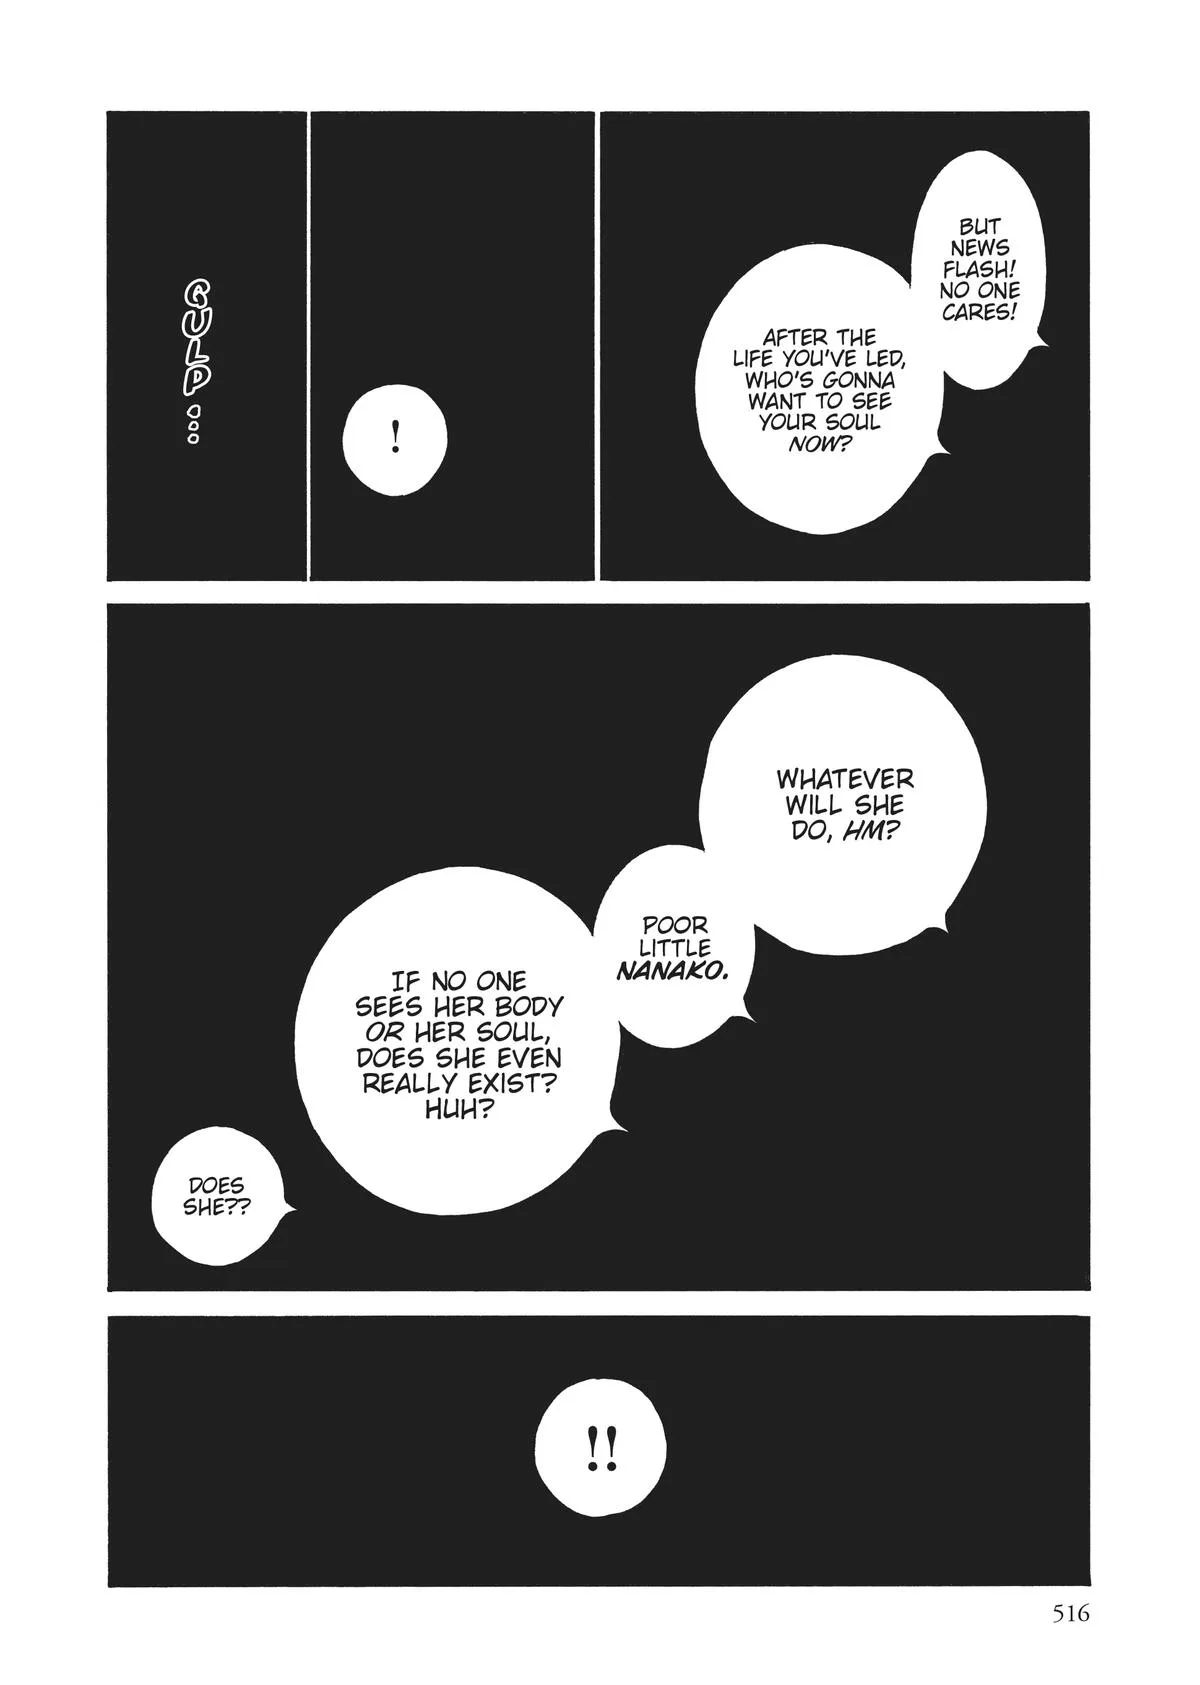 BUT
NEWS
FLASH!
NO ONE
CARES!
AFTER THE
LIFE YOU'VE LED,
WHO'S GONNA
WANT TO SEE
YOUR SOUL
NOW?
!
GULP...
WHATEVER
WILL SHE
DO, HM?
POOR
LITTLE
NANAKO.
IF NO ONE
SEES HER BODY
OR HER SOUL,
DOES SHE EVEN
REALLY EXIST?
HUH?
DOES
SHE??
!!
516